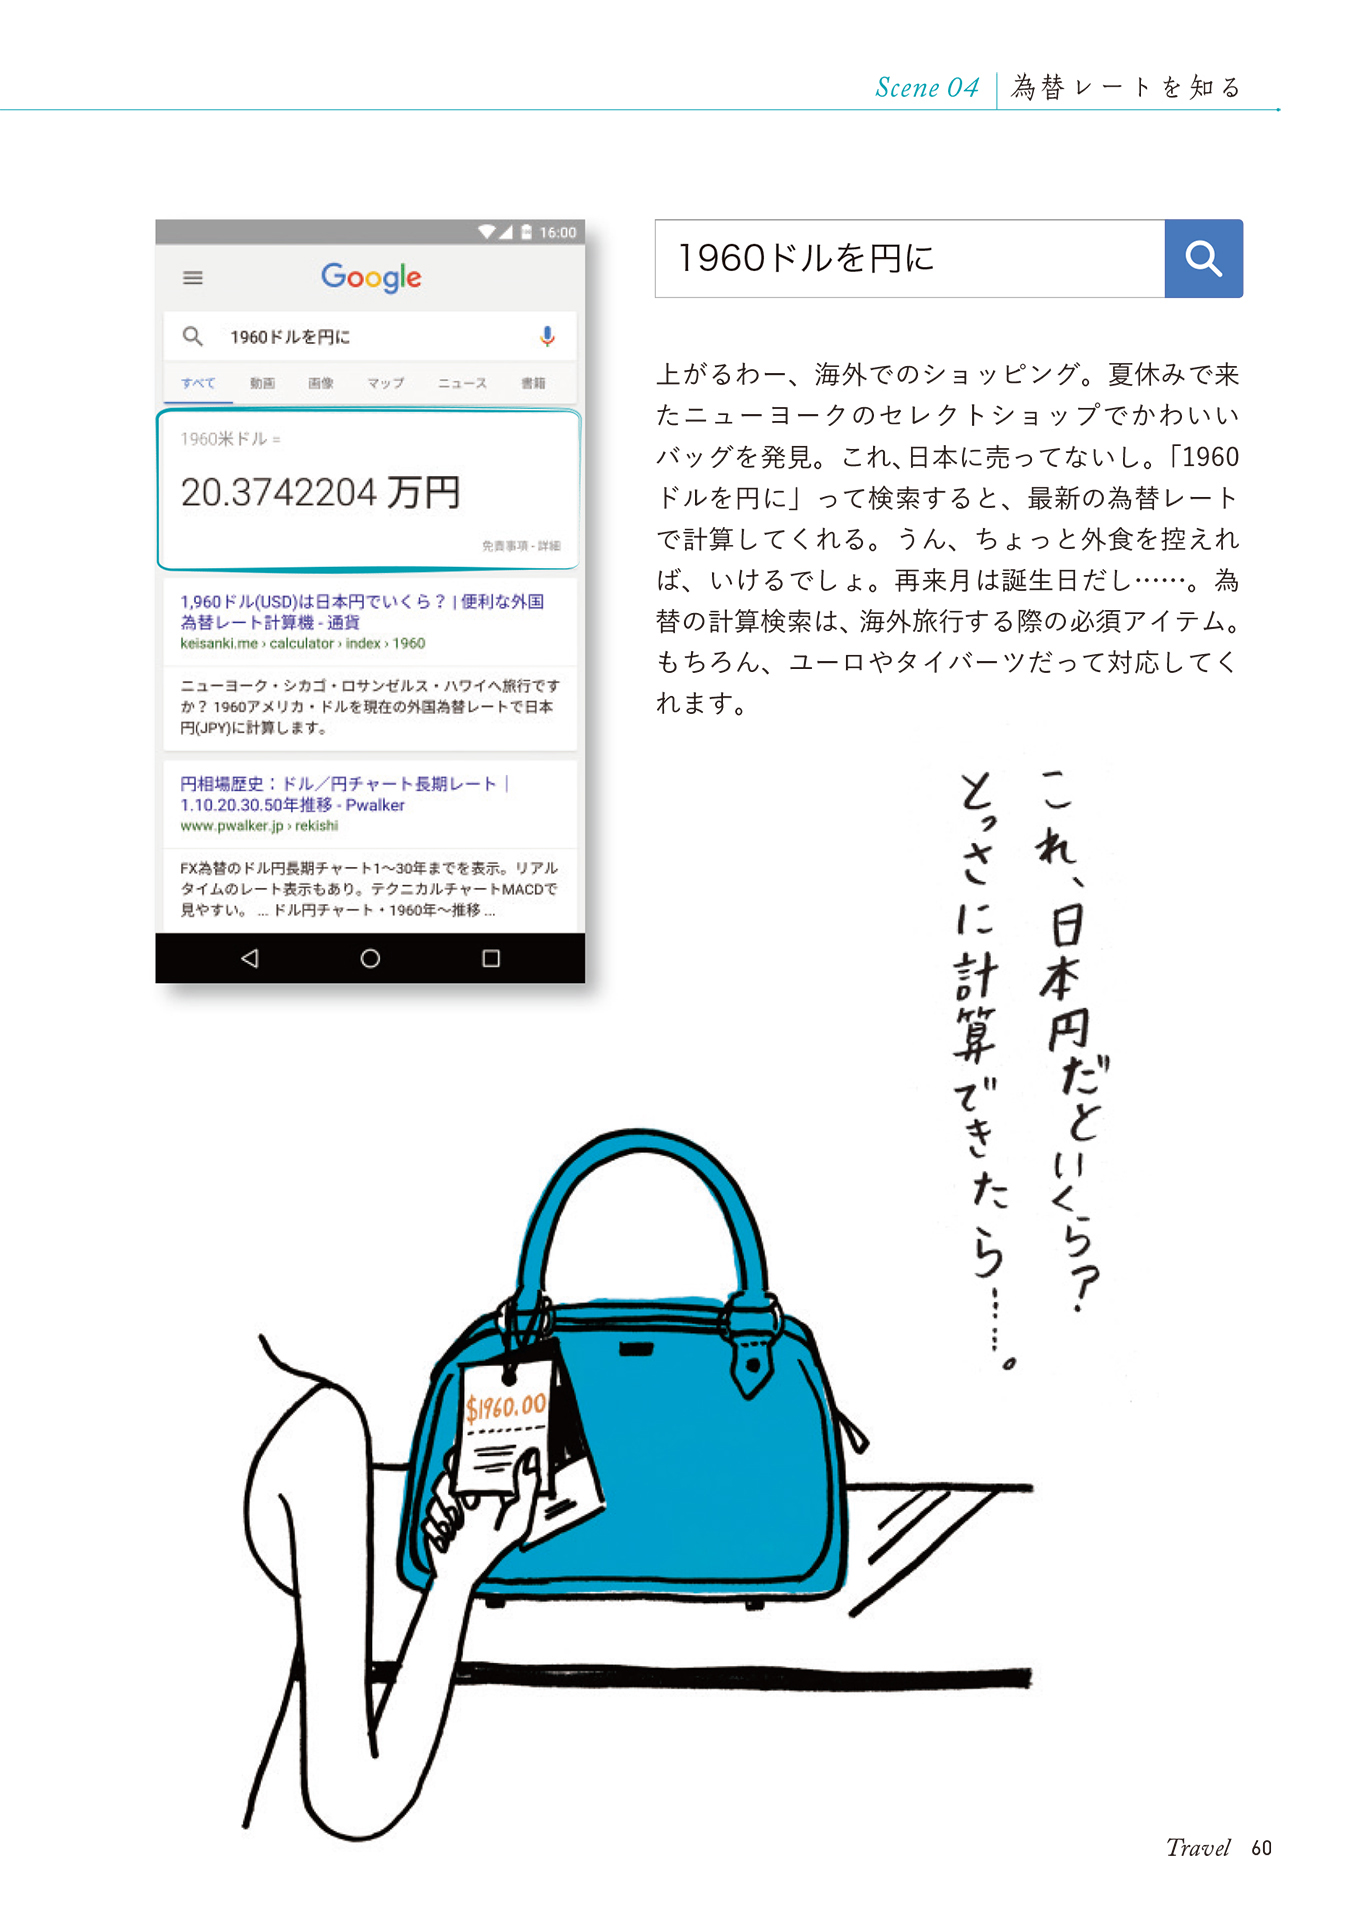 Scene 04 為替レートを知る
16:00
Google
1960ドルを円に
すべて 動画 画像 マップ ニュース 書籍
1960米ドル =
20.3742204 万円
免責事項 - 詳細
1,960ドル(USD)は日本円でいくら？ | 便利な外国
為替レート計算機 - 通貨
keisanki.me › calculator › index › 1960
ニューヨーク・シカゴ・ロサンゼルス・ハワイへ旅行です
か？ 1960アメリカ・ドルを現在の外国為替レートで日本
円(JPY)に計算します。
円相場歴史：ドル／円チャート長期レート｜
1.10.20.30.50年推移 - Pwalker
www.pwalker.jp › rekishi
FX為替のドル円長期チャート1〜30年までを表示。リアル
タイムのレート表示もあり。テクニカルチャートMACDで
見やすい。 ... ドル円チャート・1960年〜推移 ...
1960ドルを円に
上がるわー、海外でのショッピング。夏休みで来
たニューヨークのセレクトショップでかわいい
バッグを発見。これ、日本に売ってないし。「1960
ドルを円に」って検索すると、最新の為替レート
で計算してくれる。うん、ちょっと外食を控えれ
ば、いけるでしょ。再来月は誕生日だし……。為
替の計算検索は、海外旅行する際の必須アイテム。
もちろん、ユーロやタイバーツだって対応してく
れます。
これ、日本円だといくら？
とっさに計算できたら……。
$1960.00
Travel 60